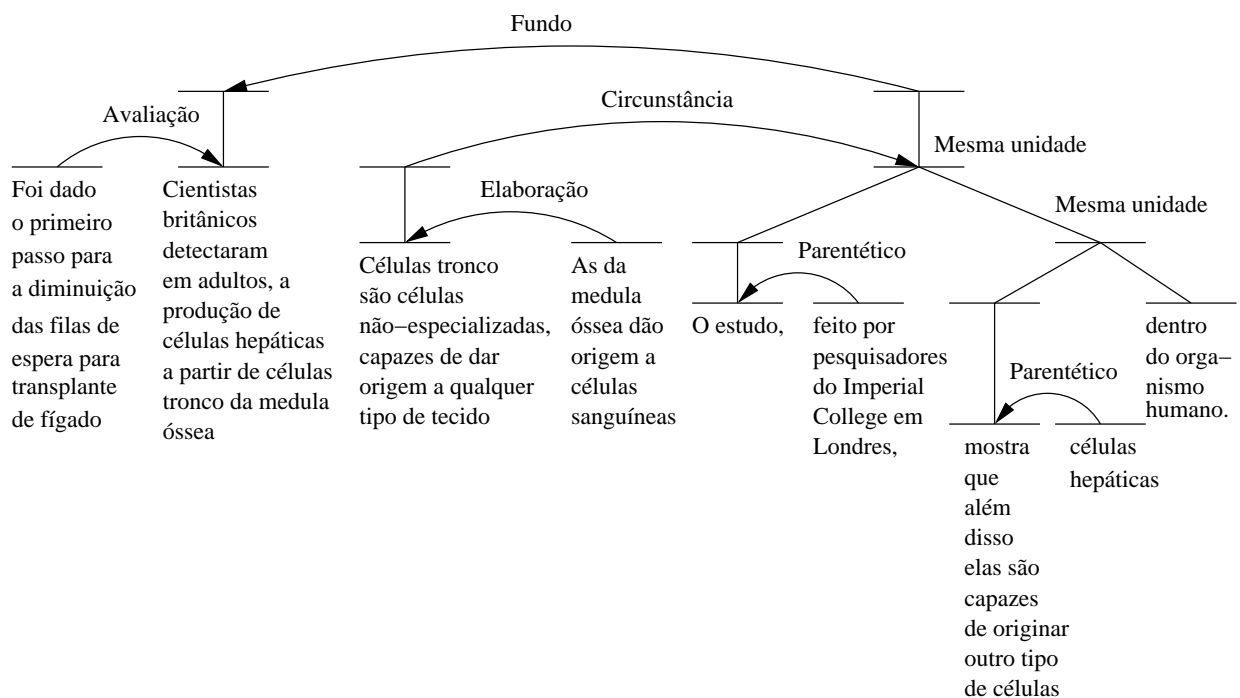 Fundo
Circunstância
Avaliação
Mesma unidade
Elaboração
Mesma unidade
Parentético
Parentético
Foi dado
o primeiro
passo para
a diminuição
das filas de
espera para
transplante
de fígado
Cientistas
britânicos
detectaram
em adultos, a
produção de
células hepáticas
a partir de células
tronco da medula
óssea
Células tronco
são células
não−especializadas,
capazes de dar
origem a qualquer
tipo de tecido
As da
medula
óssea dão
origem a
células
sanguíneas
O estudo,
feito por
pesquisadores
do Imperial
College em
Londres,
mostra
que
além
disso
elas são
capazes
de originar
outro tipo
de células
células
hepáticas
dentro
do orga−
nismo
humano.